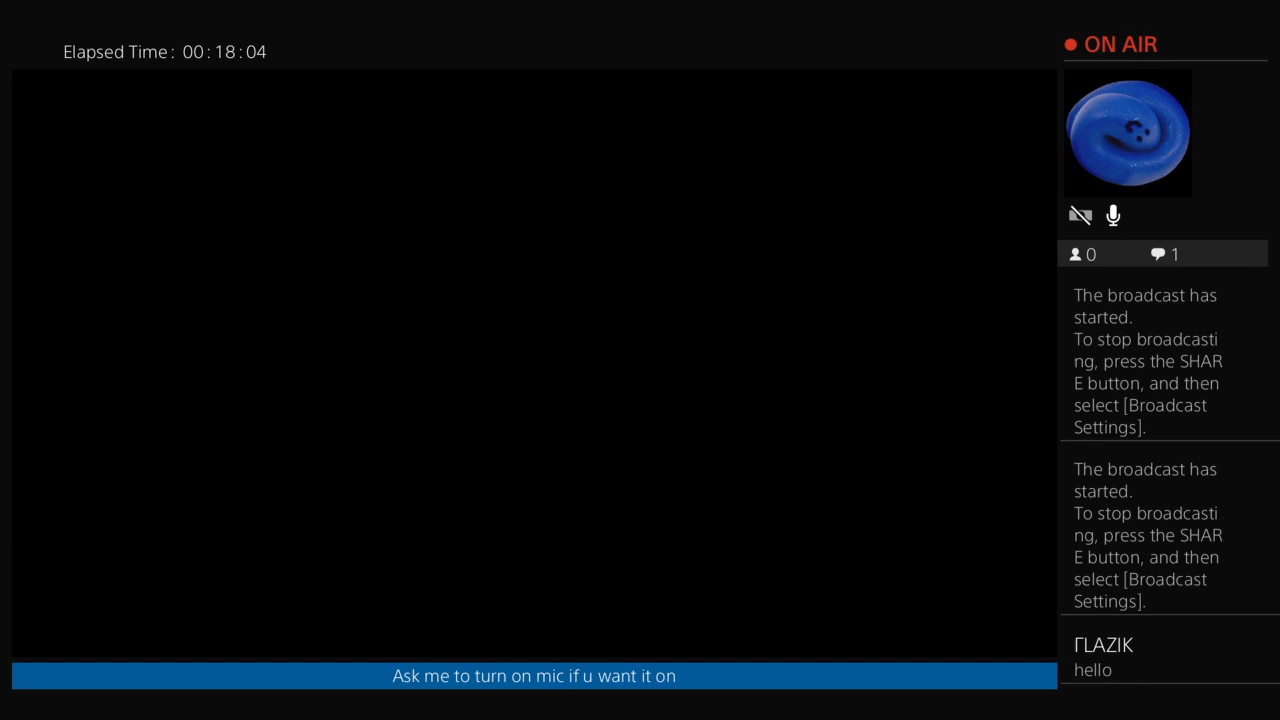 Elapsed Time: 00:18:04
ON AIR
0
1
The broadcast has
started.
To stop broadcasti
ng, press the SHAR
E button, and then
select [Broadcast
Settings].
The broadcast has
started.
To stop broadcasti
ng, press the SHAR
E button, and then
select [Broadcast
Settings].
ГLAZIK
hello
Ask me to turn on mic if u want it on